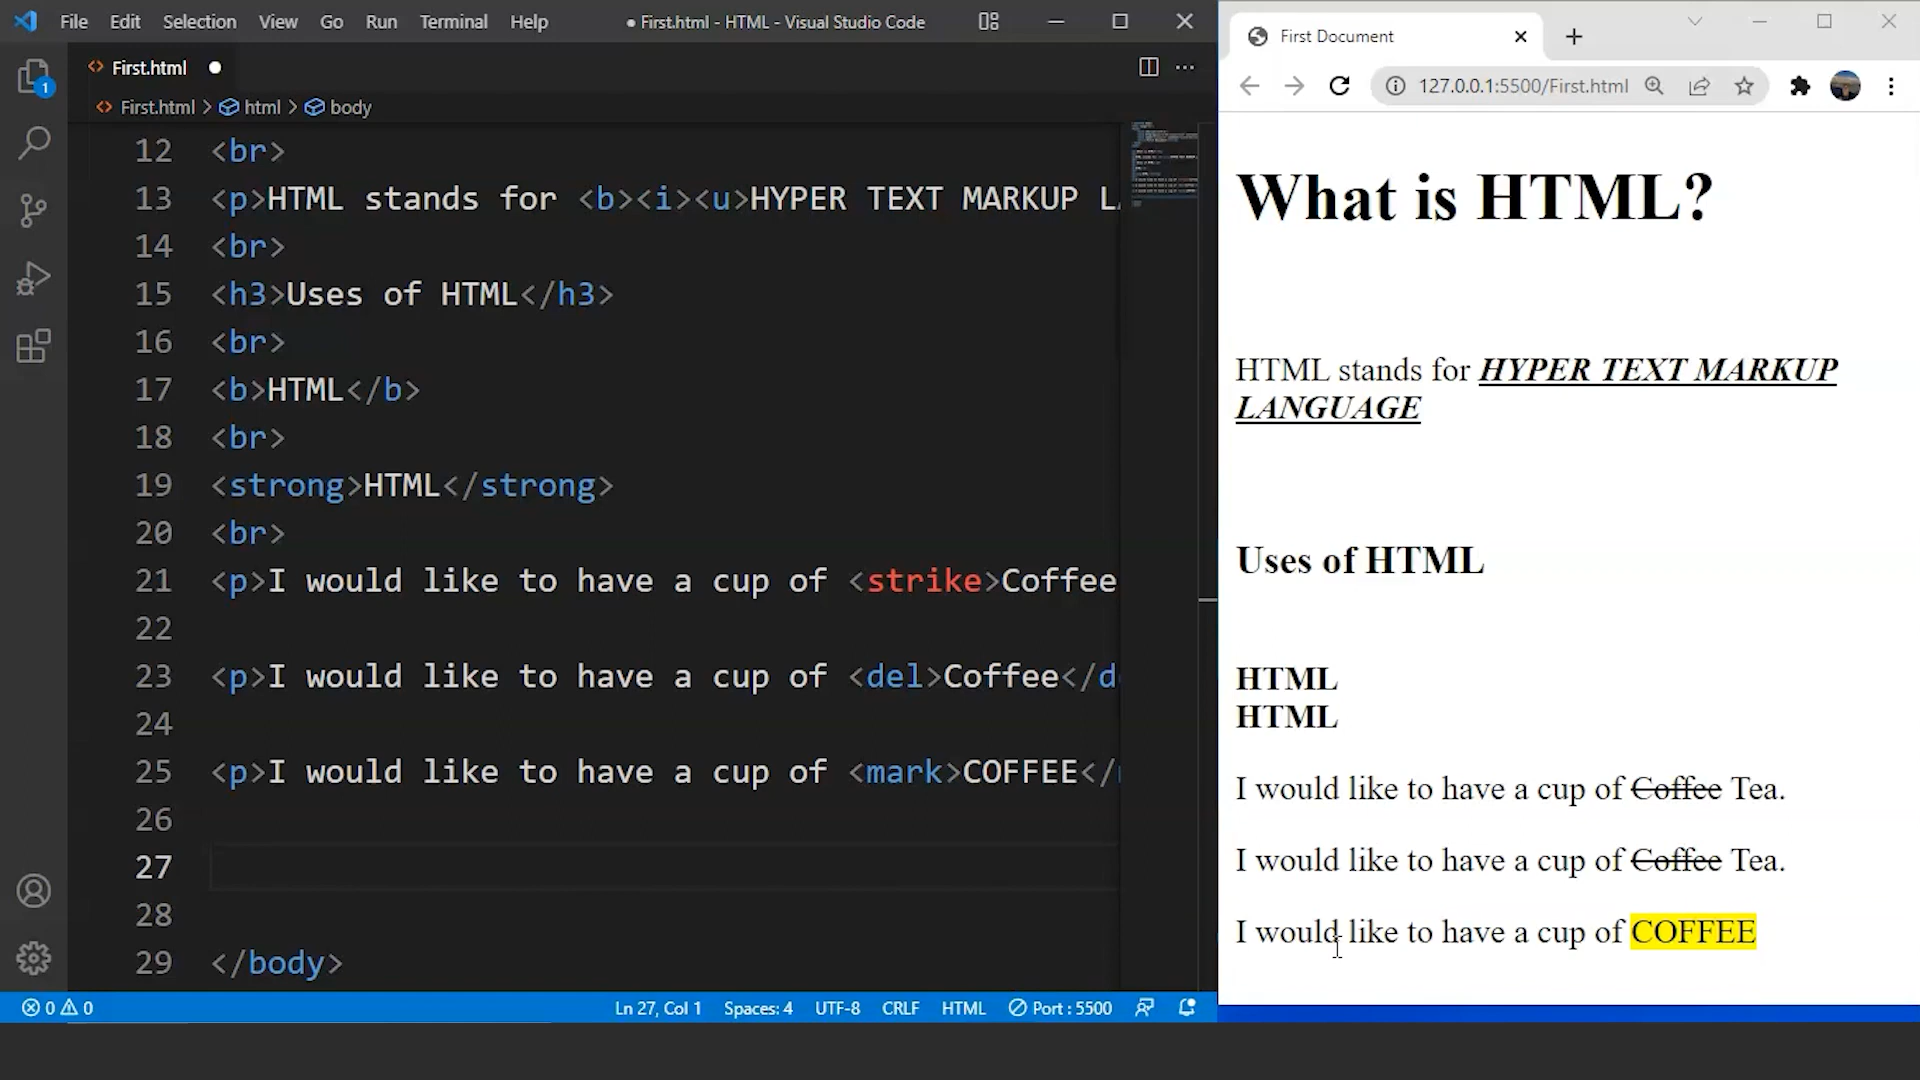 File Edit Selection View Go Run Terminal Help ● First.html - HTML - Visual Studio Code
First.html
First.html > html > body
12 <br>
13 <p>HTML stands for <b><i><u>HYPER TEXT MARKUP LA
14 <br>
15 <h3>Uses of HTML</h3>
16 <br>
17 <b>HTML</b>
18 <br>
19 <strong>HTML</strong>
20 <br>
21 <p>I would like to have a cup of <strike>Coffee
22
23 <p>I would like to have a cup of <del>Coffee</de
24
25 <p>I would like to have a cup of <mark>COFFEE</m
26
27
28
29 </body>
0 0 Ln 27, Col 1 Spaces: 4 UTF-8 CRLF HTML Port : 5500
1
First Document
127.0.0.1:5500/First.html
What is HTML?
HTML stands for HYPER TEXT MARKUP
LANGUAGE
Uses of HTML
HTML
HTML
I would like to have a cup of Coffee Tea.
I would like to have a cup of Coffee Tea.
I would like to have a cup of COFFEE